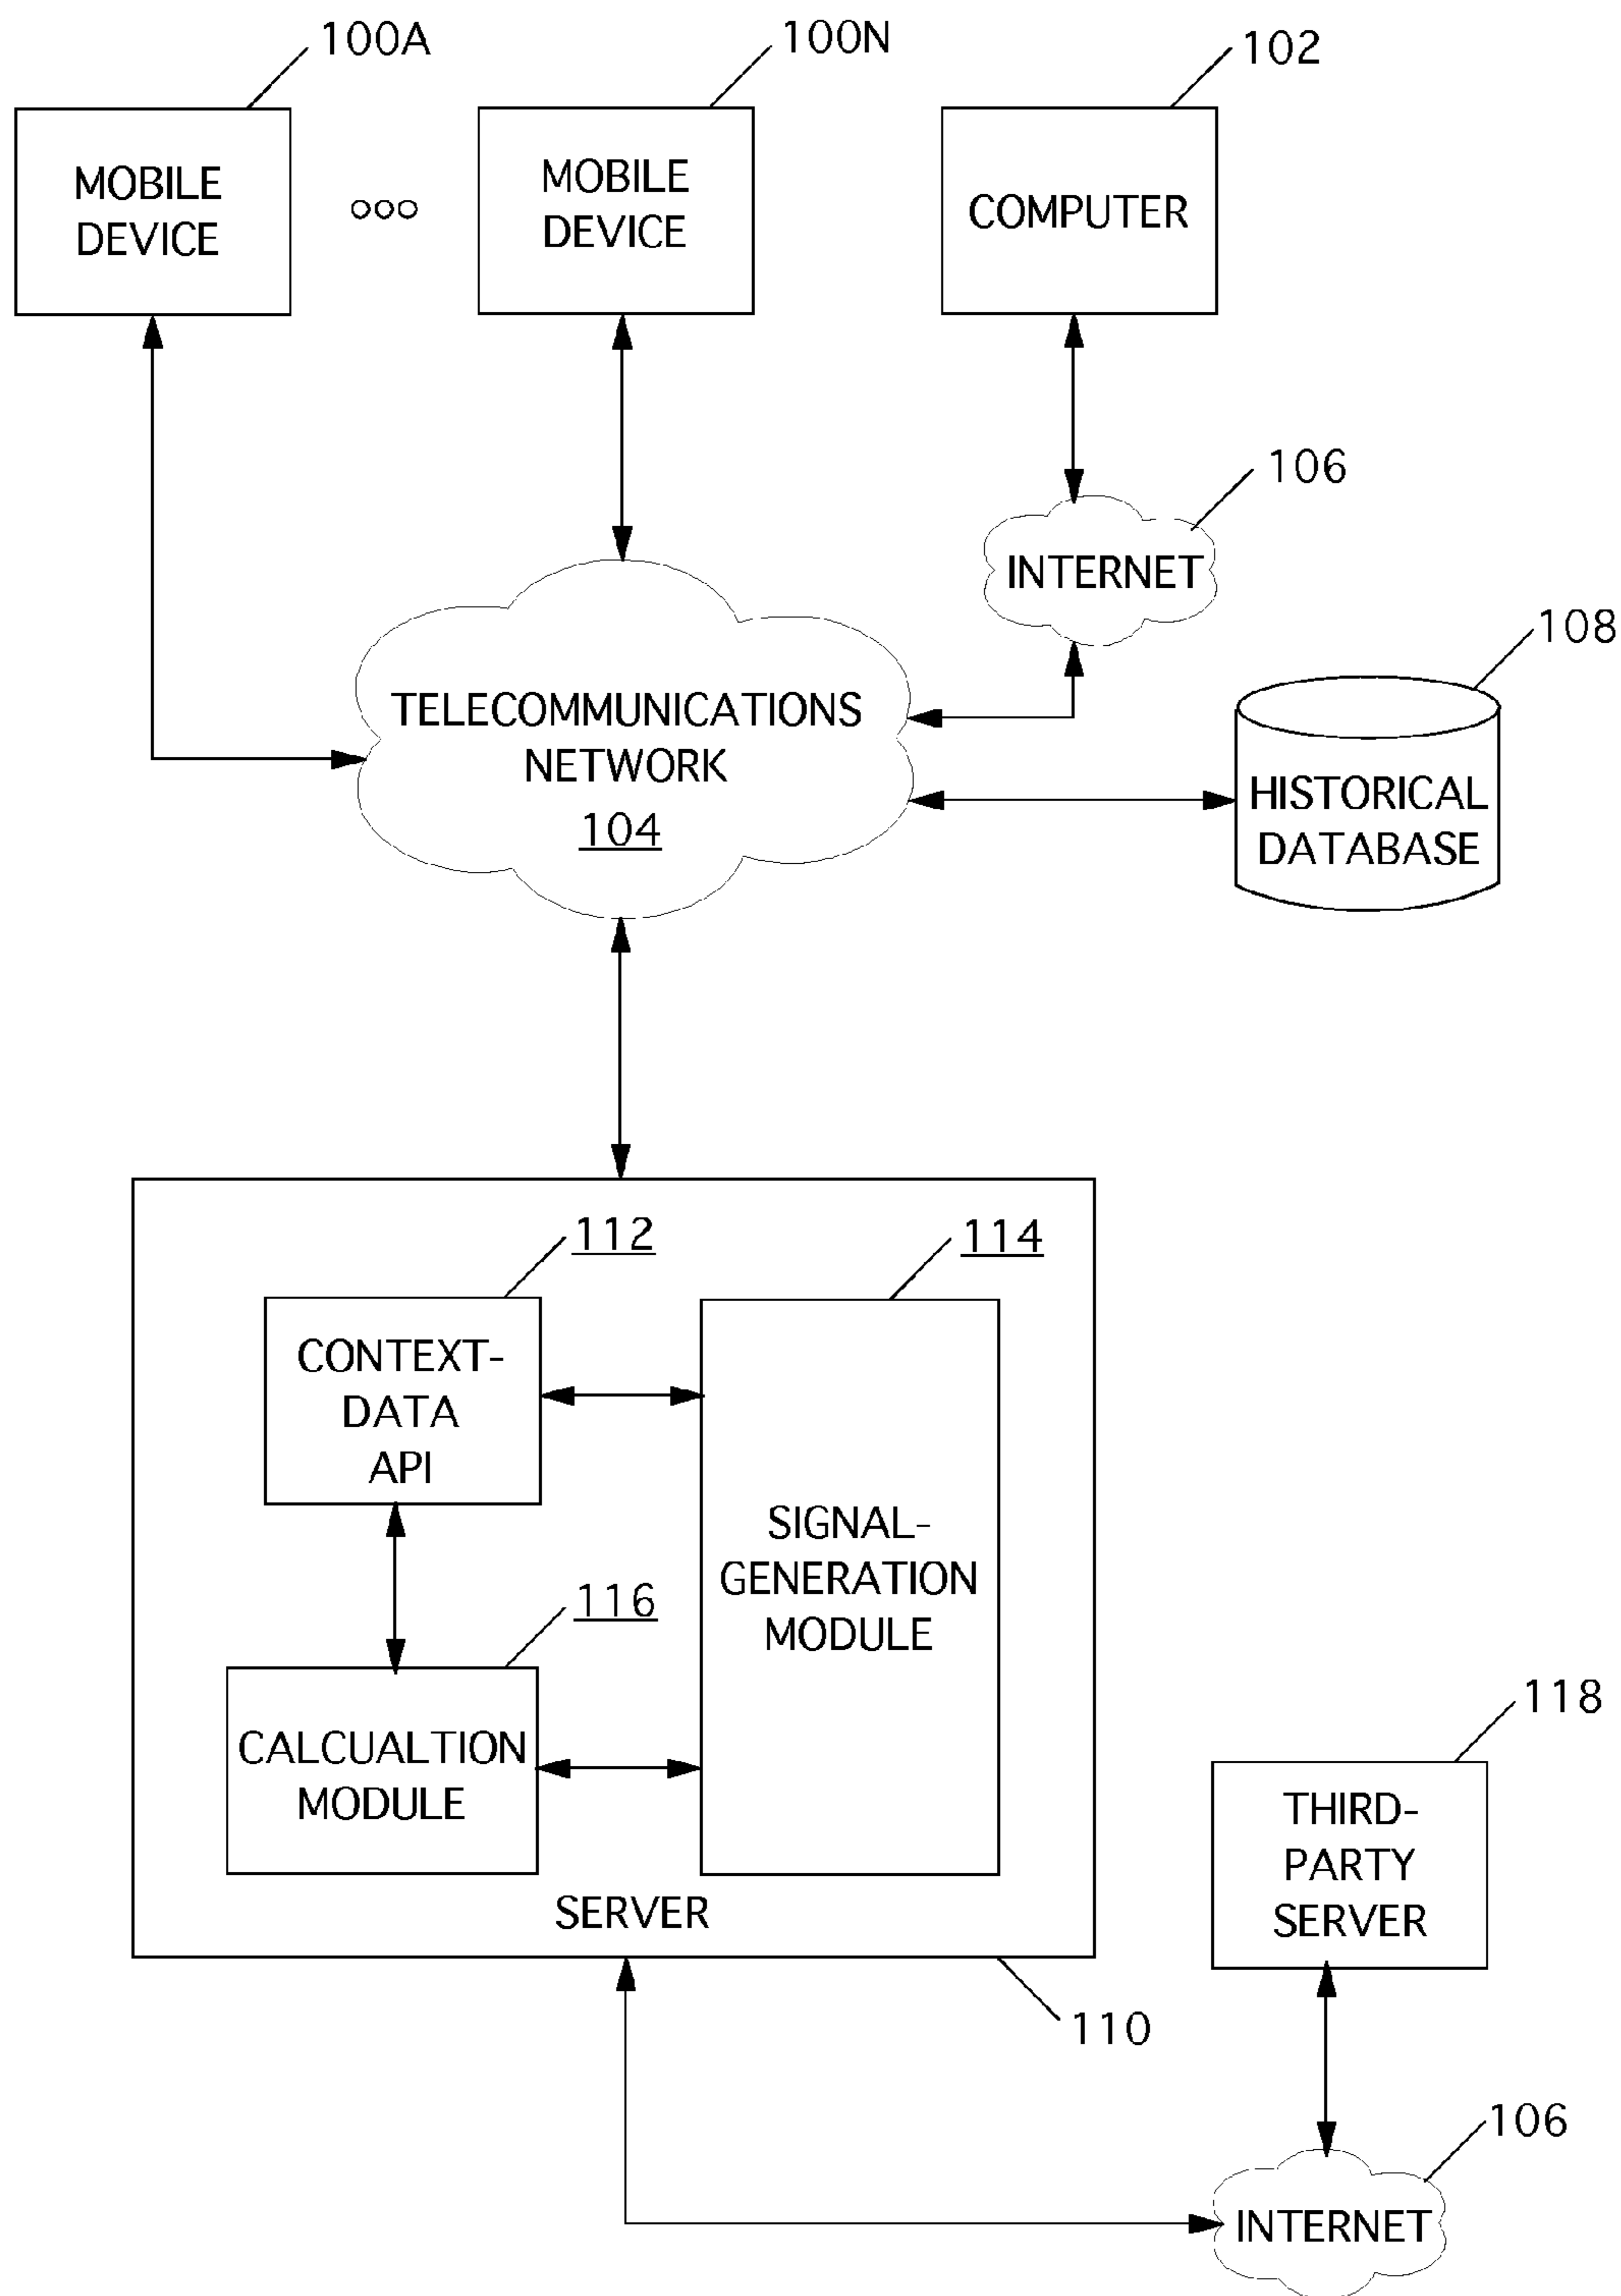 100A
100N
102
MOBILE
DEVICE
ooo
MOBILE
DEVICE
COMPUTER
106
INTERNET
108
TELECOMMUNICATIONS
NETWORK
104
HISTORICAL
DATABASE
112
114
CONTEXT-
DATA
API
SIGNAL-
GENERATION
MODULE
116
CALCUALTION
MODULE
SERVER
110
118
THIRD-
PARTY
SERVER
106
INTERNET